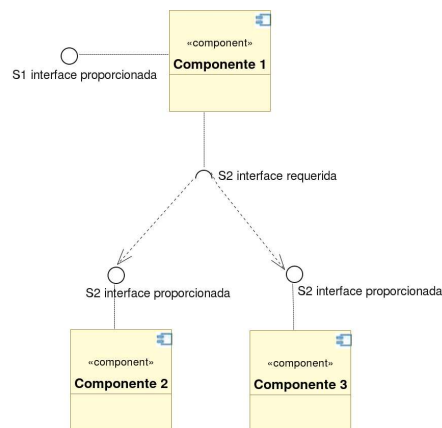 «component»
Componente 1
S1 interface proporcionada
S2 interface requerida
S2 interface proporcionada
S2 interface proporcionada
«component»
Componente 2
«component»
Componente 3